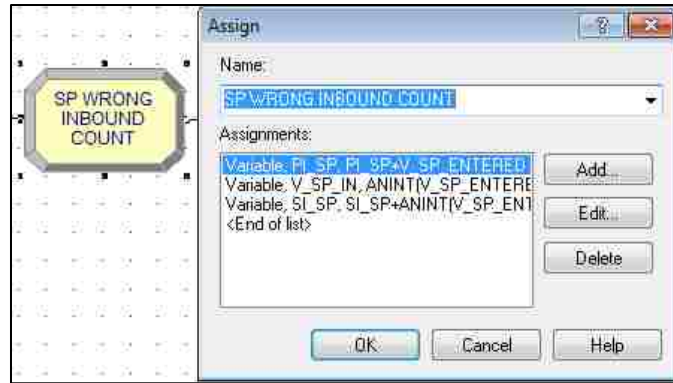 SP WRONG
INBOUND
COUNT
Assign
?
Name:
SP WRONG INBOUND COUNT
Assignments:
Variable, PI_SP, PI_SP+V_SP_ENTERED
Variable, V_SP_IN, ANINT(V_SP_ENTERE
Variable, SI_SP, SI_SP+ANINT(V_SP_ENT
<End of list>
Add...
Edit...
Delete
OK
Cancel
Help